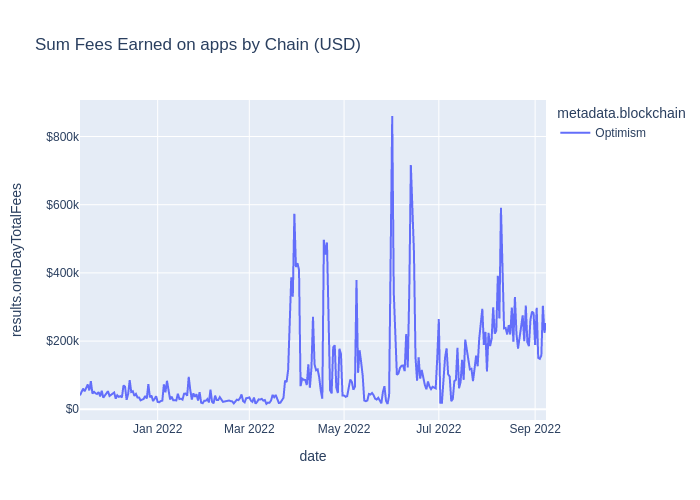 Sum Fees Earned on apps by Chain (USD)
metadata.blockchain
Optimism
$800k
$600k
$400k
$200k
$0
results.oneDayTotalFees
Jan 2022
Mar 2022
May 2022
Jul 2022
Sep 2022
date